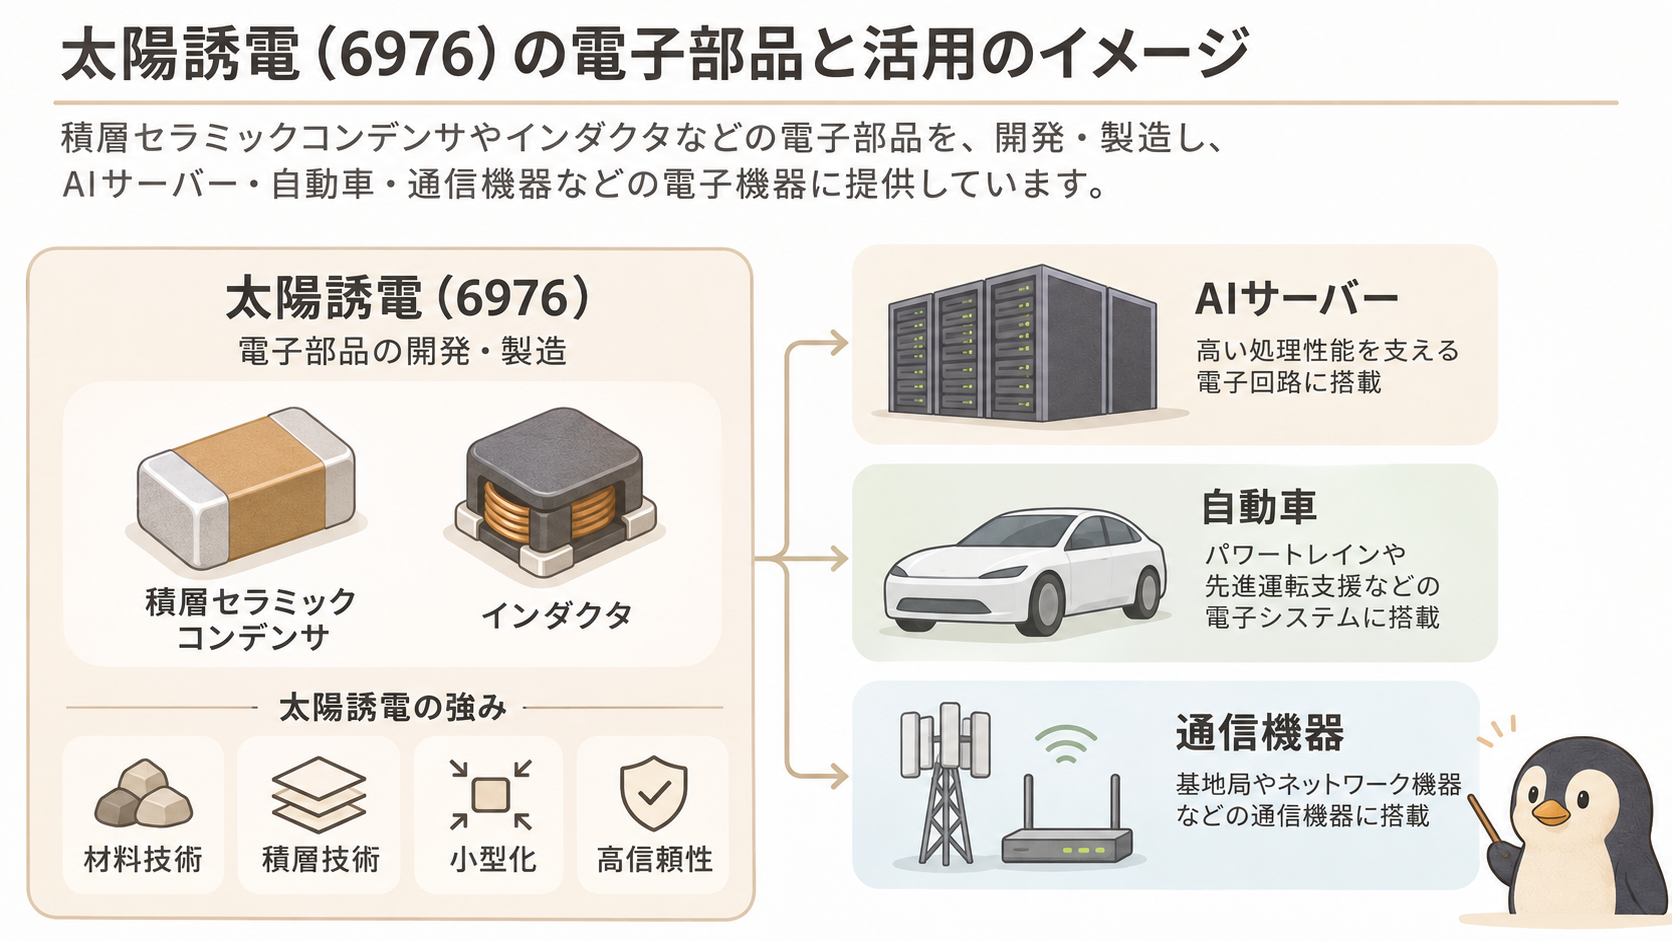 太陽誘電（6976）の電子部品と活用のイメージ
積層セラミックコンデンサやインダクタなどの電子部品を、開発・製造し、
AIサーバー・自動車・通信機器などの電子機器に提供しています。
太陽誘電（6976）
電子部品の開発・製造
積層セラミック
コンデンサ
インダクタ
太陽誘電の強み
材料技術
積層技術
小型化
高信頼性
AIサーバー
高い処理性能を支える
電子回路に搭載
自動車
パワートレインや
先進運転支援などの
電子システムに搭載
通信機器
基地局やネットワーク機器
などの通信機器に搭載